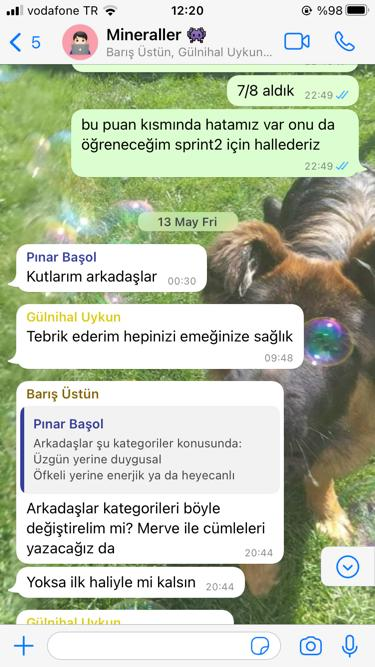 vodafone TR 12:20 %98
5 Mineraller
Barış Üstün, Gülnihal Uykun...
7/8 aldık 22:49
bu puan kısmında hatamız var onu da
öğreneceğim sprint2 için hallederiz
22:49
13 May Fri
Pınar Başol
Kutlarım arkadaşlar 00:30
Gülnihal Uykun
Tebrik ederim hepinizi emeğinize sağlık
09:48
Barış Üstün
Pınar Başol
Arkadaşlar şu kategoriler konusunda:
Üzgün yerine duygusal
Öfkeli yerine enerjik ya da heyecanlı
Arkadaşlar kategorileri böyle
değiştirelim mi? Merve ile cümleleri
yazacağız da 20:44
Yoksa ilk haliyle mi kalsın 20:44
Gülnihal Uykun